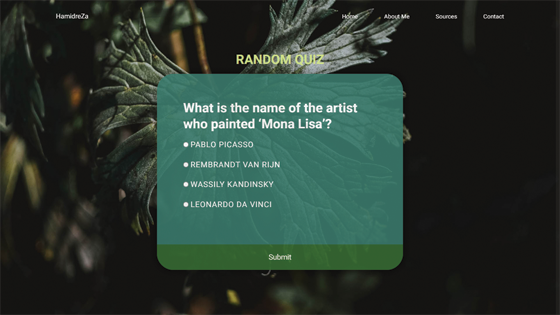 HamidreZa
Home About Me Sources Contact
RANDOM QUIZ
What is the name of the artist
who painted ‘Mona Lisa’?
PABLO PICASSO
REMBRANDT VAN RIJN
WASSILY KANDINSKY
LEONARDO DA VINCI
Submit